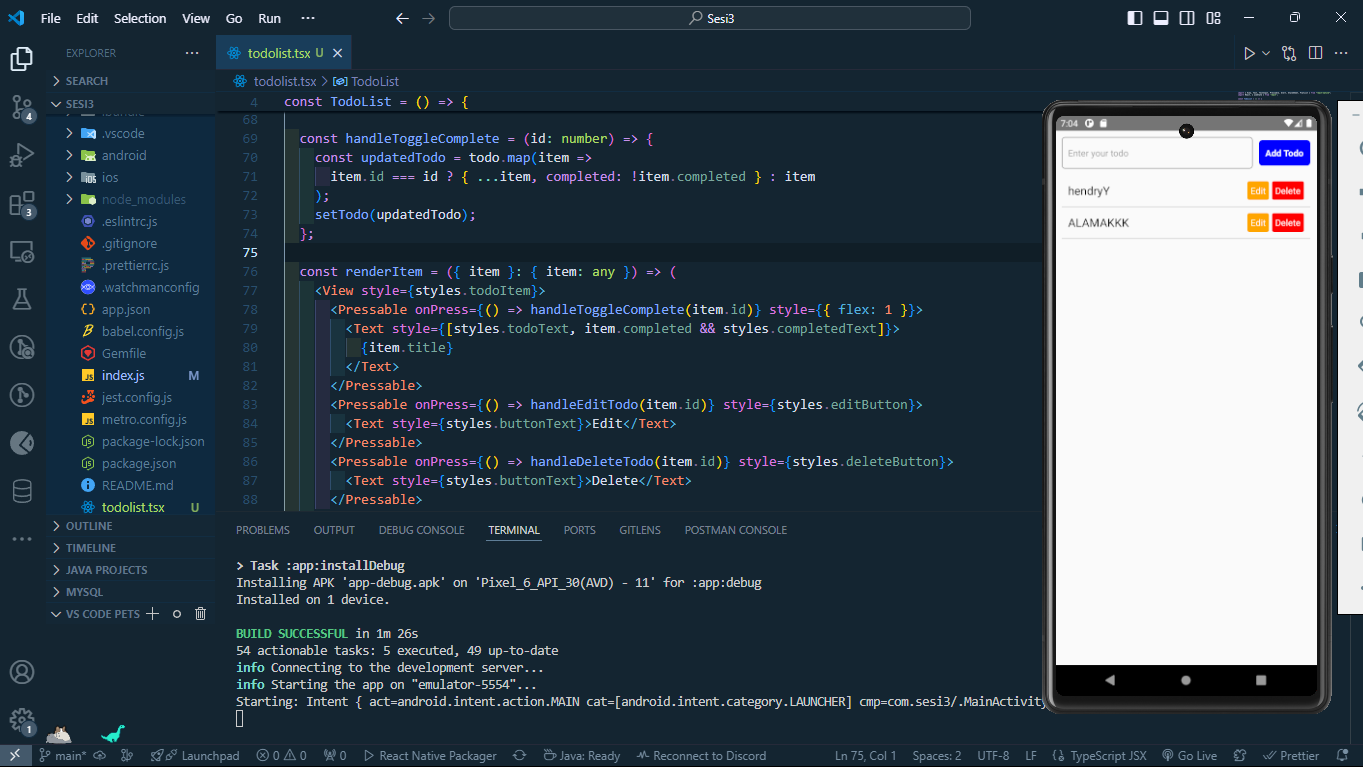 File Edit Selection View Go Run ··· Sesi3
EXPLORER ···
SEARCH
SESI3
.vscode
android
ios
node_modules
.eslintrc.js
.gitignore
.prettierrc.js
.watchmanconfig
app.json
babel.config.js
Gemfile
index.js M
jest.config.js
metro.config.js
package-lock.json
package.json
README.md
todolist.tsx U
OUTLINE
TIMELINE
JAVA PROJECTS
MYSQL
VS CODE PETS
4
3
1
todolist.tsx U
todolist.tsx > TodoList
4 const TodoList = () => {
68
69 const handleToggleComplete = (id: number) => {
70 const updatedTodo = todo.map(item =>
71 item.id === id ? { ...item, completed: !item.completed } : item
72 );
73 setTodo(updatedTodo);
74 };
75
76 const renderItem = ({ item }: { item: any }) => (
77 <View style={styles.todoItem}>
78 <Pressable onPress={() => handleToggleComplete(item.id)} style={{ flex: 1 }}>
79 <Text style={[styles.todoText, item.completed && styles.completedText]}>
80 {item.title}
81 </Text>
82 </Pressable>
83 <Pressable onPress={() => handleEditTodo(item.id)} style={styles.editButton}>
84 <Text style={styles.buttonText}>Edit</Text>
85 </Pressable>
86 <Pressable onPress={() => handleDeleteTodo(item.id)} style={styles.deleteButton}>
87 <Text style={styles.buttonText}>Delete</Text>
88 </Pressable>
PROBLEMS OUTPUT DEBUG CONSOLE TERMINAL PORTS GITLENS POSTMAN CONSOLE
> Task :app:installDebug
Installing APK 'app-debug.apk' on 'Pixel_6_API_30(AVD) - 11' for :app:debug
Installed on 1 device.
BUILD SUCCESSFUL in 1m 26s
54 actionable tasks: 5 executed, 49 up-to-date
info Connecting to the development server...
info Starting the app on "emulator-5554"...
Starting: Intent { act=android.intent.action.MAIN cat=[android.intent.category.LAUNCHER] cmp=com.sesi3/.MainActivity
7:04
Enter your todo Add Todo
hendryY Edit Delete
ALAMAKKK Edit Delete
main* Launchpad 0 0 0 React Native Packager Java: Ready Reconnect to Discord Ln 75, Col 1 Spaces: 2 UTF-8 LF TypeScript JSX Go Live Prettier